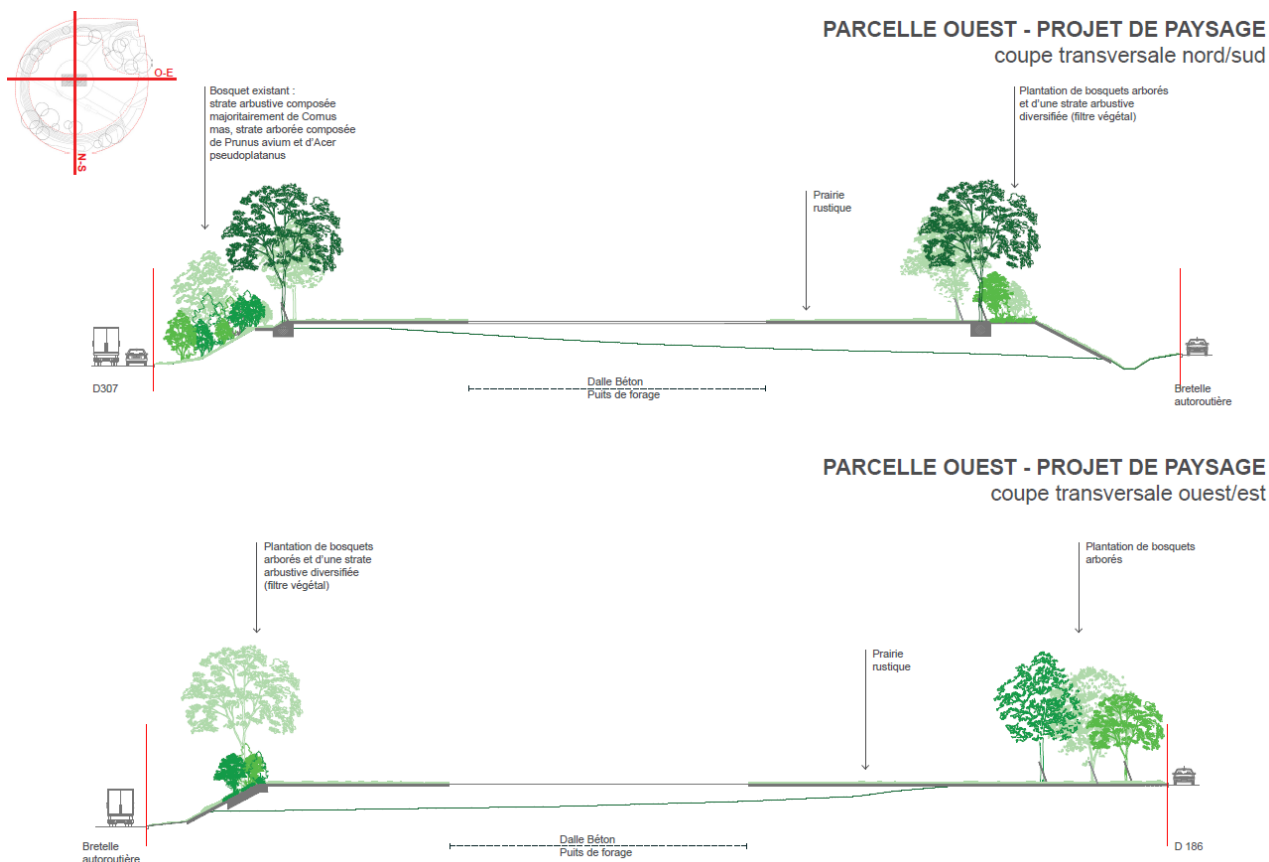 PARCELLE OUEST - PROJET DE PAYSAGE
coupe transversale nord/sud
O-E
N-S
Bosquet existant :
strate arbustive composée
majoritairement de Cornus
mas, strate arborée composée
de Prunus avium et d'Acer
pseudoplatanus
Plantation de bosquets arborés
et d'une strate arbustive
diversifiée (filtre végétal)
Prairie
rustique
D307
Dalle Béton
Puits de forage
Bretelle
autoroutière
PARCELLE OUEST - PROJET DE PAYSAGE
coupe transversale ouest/est
Plantation de bosquets
arborés et d'une strate
arbustive diversifiée
(filtre végétal)
Plantation de bosquets
arborés
Prairie
rustique
Bretelle
autoroutière
Dalle Béton
Puits de forage
D 186